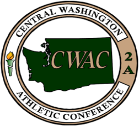 CENTRAL WASHINGTON
CWAC
2A
ATHLETIC CONFERENCE